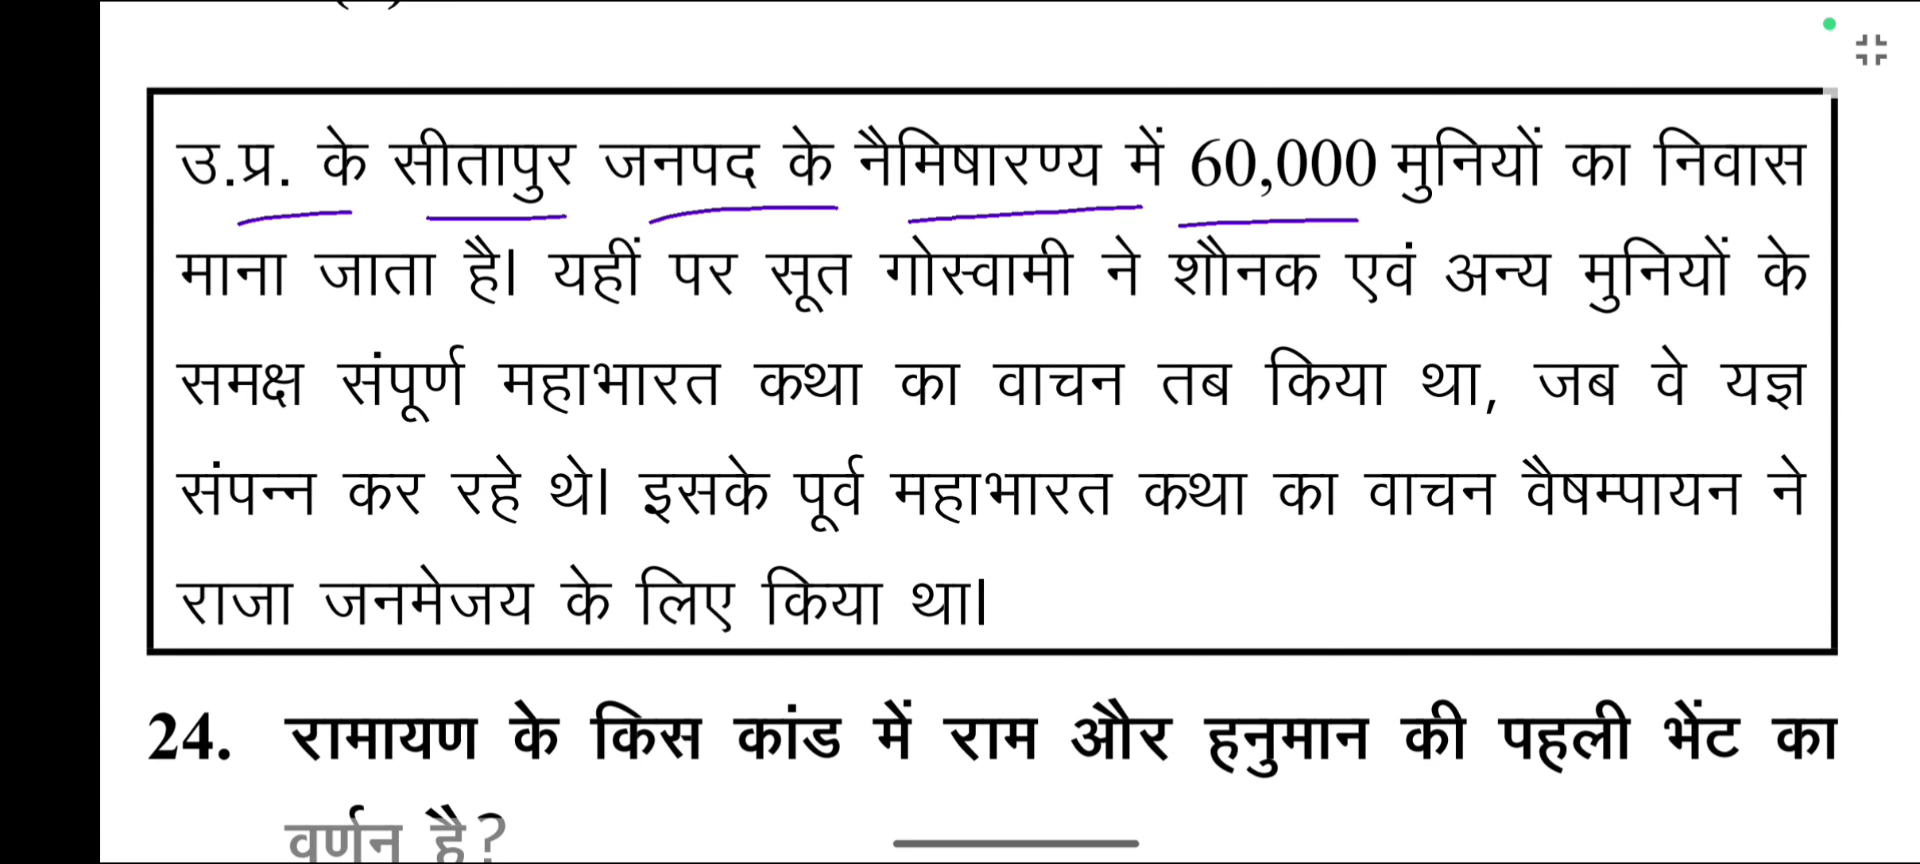 उ.प्र. के सीतापुर जनपद के नैमिषारण्य में 60,000 मुनियों का निवास
माना जाता है। यहीं पर सूत गोस्वामी ने शौनक एवं अन्य मुनियों के
समक्ष संपूर्ण महाभारत कथा का वाचन तब किया था, जब वे यज्ञ
संपन्न कर रहे थे। इसके पूर्व महाभारत कथा का वाचन वैषम्पायन ने
राजा जनमेजय के लिए किया था।
24. रामायण के किस कांड में राम और हनुमान की पहली भेंट का
वर्णन है?